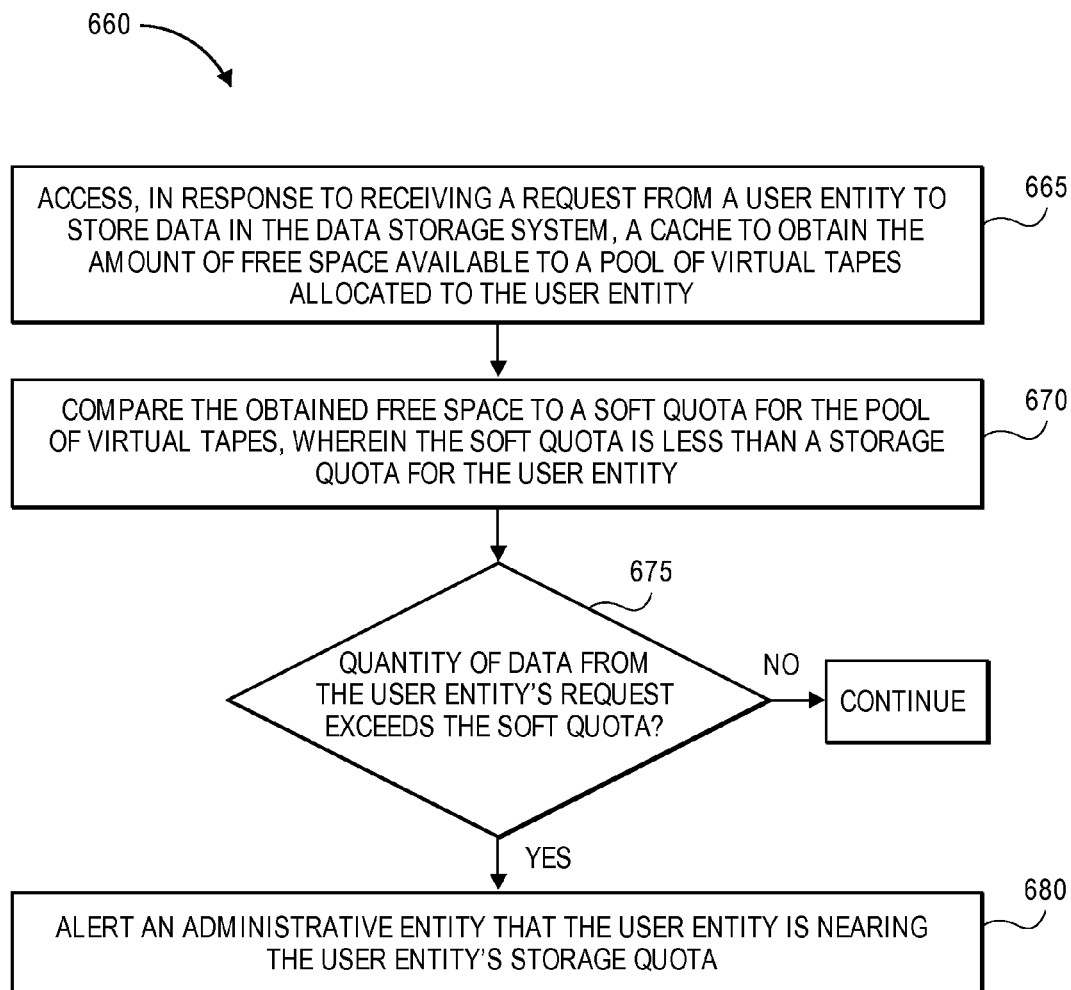 660
ACCESS, IN RESPONSE TO RECEIVING A REQUEST FROM A USER ENTITY TO
STORE DATA IN THE DATA STORAGE SYSTEM, A CACHE TO OBTAIN THE
AMOUNT OF FREE SPACE AVAILABLE TO A POOL OF VIRTUAL TAPES
ALLOCATED TO THE USER ENTITY
665
COMPARE THE OBTAINED FREE SPACE TO A SOFT QUOTA FOR THE POOL
OF VIRTUAL TAPES, WHEREIN THE SOFT QUOTA IS LESS THAN A STORAGE
QUOTA FOR THE USER ENTITY
670
675
QUANTITY OF DATA FROM
THE USER ENTITY'S REQUEST
EXCEEDS THE SOFT QUOTA?
NO
CONTINUE
YES
ALERT AN ADMINISTRATIVE ENTITY THAT THE USER ENTITY IS NEARING
THE USER ENTITY'S STORAGE QUOTA
680